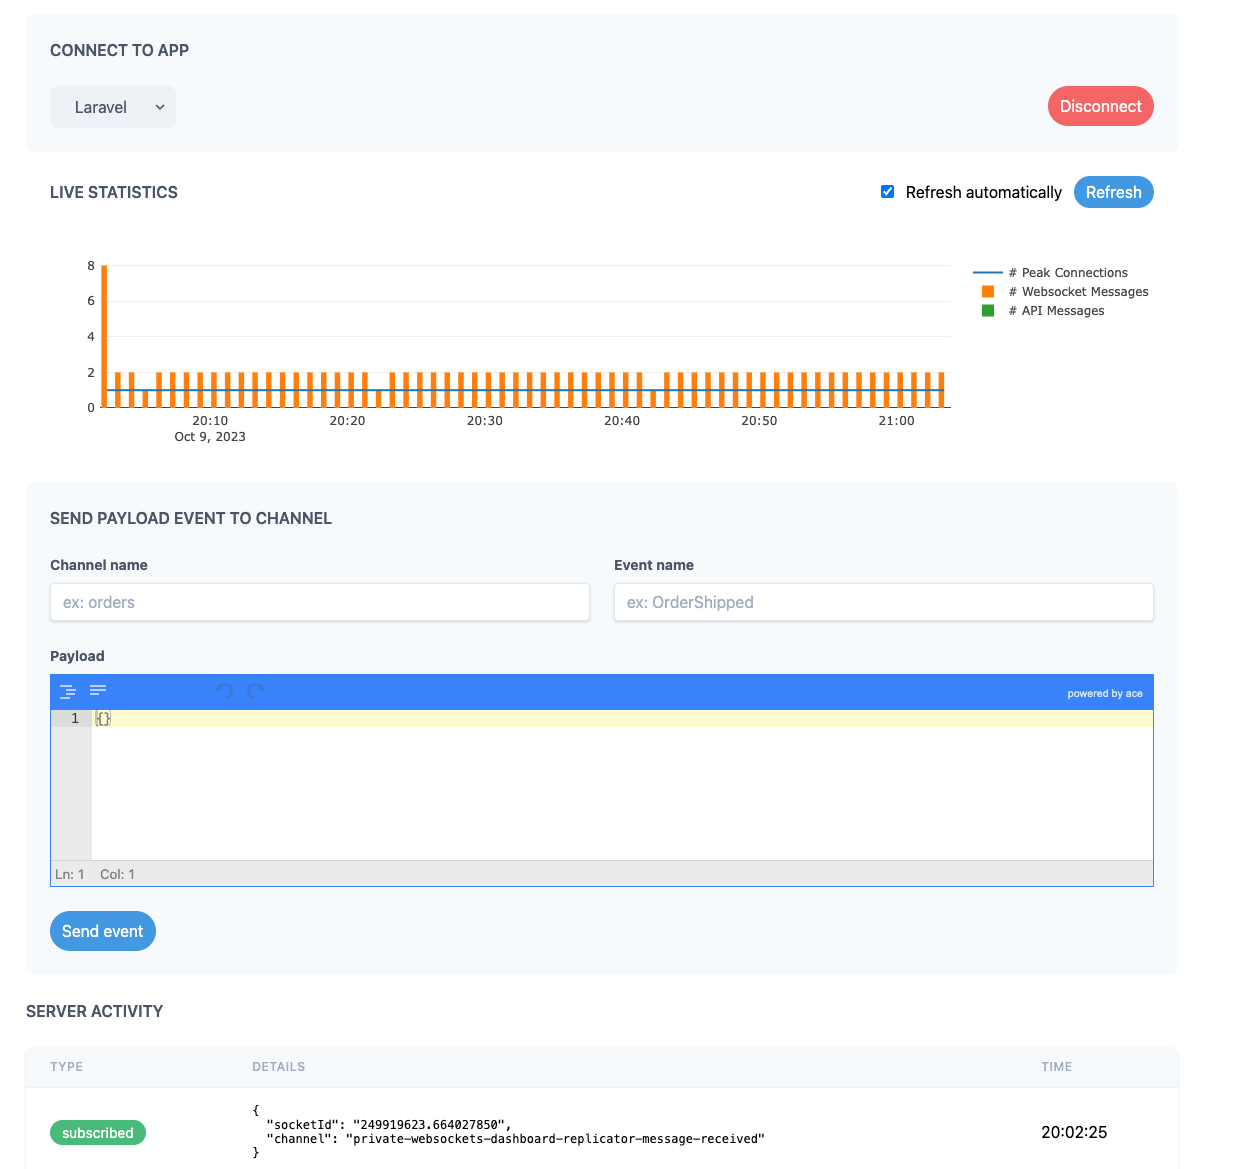 CONNECT TO APP
Laravel
Disconnect
LIVE STATISTICS
Refresh automatically
Refresh
8
6
4
2
0
20:10
20:20
20:30
20:40
20:50
21:00
Oct 9, 2023
# Peak Connections
# Websocket Messages
# API Messages
SEND PAYLOAD EVENT TO CHANNEL
Channel name
Event name
ex: orders
ex: OrderShipped
Payload
powered by ace
1 {}
Ln: 1 Col: 1
Send event
SERVER ACTIVITY
TYPE DETAILS TIME
subscribed
{
"socketId": "249919623.664027850",
"channel": "private-websockets-dashboard-replicator-message-received"
}
20:02:25